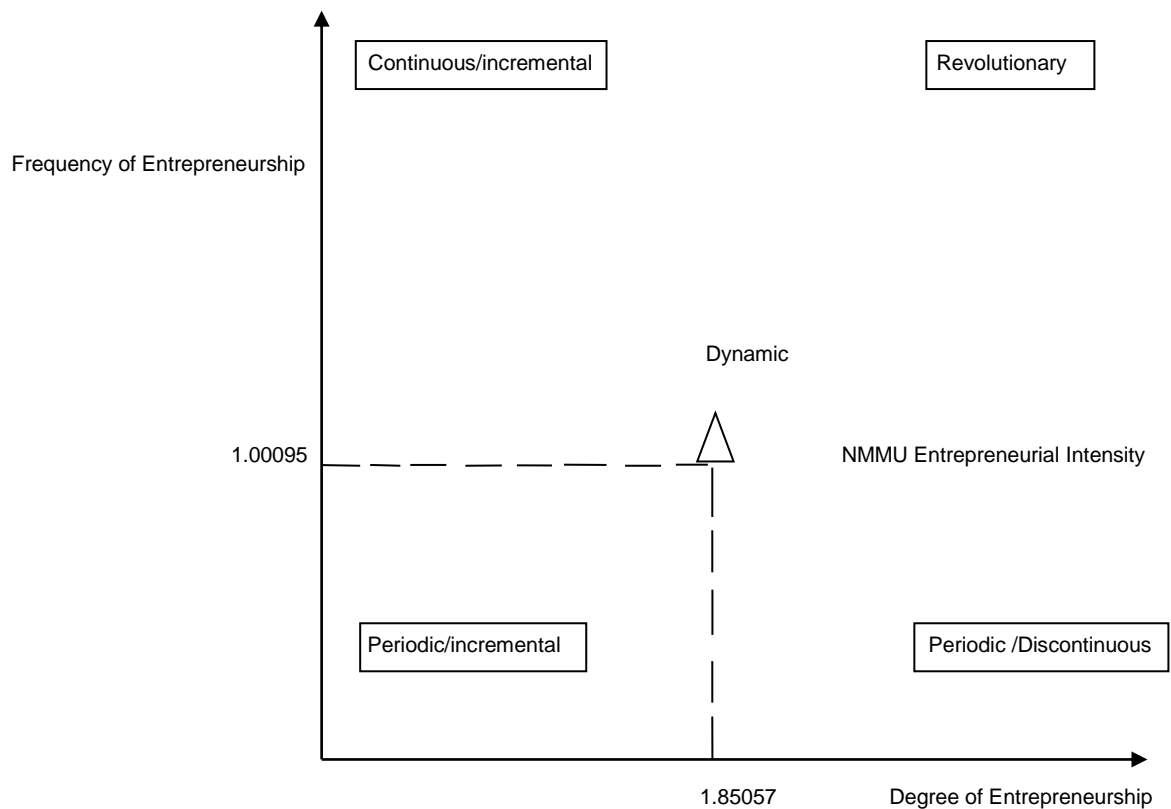 Continuous/incremental
Revolutionary
Frequency of Entrepreneurship
Dynamic
1.00095
NMMU Entrepreneurial Intensity
Periodic/incremental
Periodic /Discontinuous
1.85057
Degree of Entrepreneurship